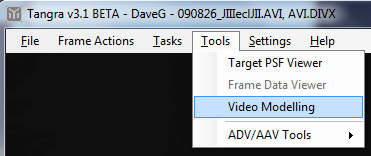 Tangra v3.1 BETA - DaveG - 090826_JIIIeclJII.AVI, AVI.DIVX
File Frame Actions Tasks Tools Settings Help
Target PSF Viewer
Frame Data Viewer
Video Modelling
ADV/AAV Tools